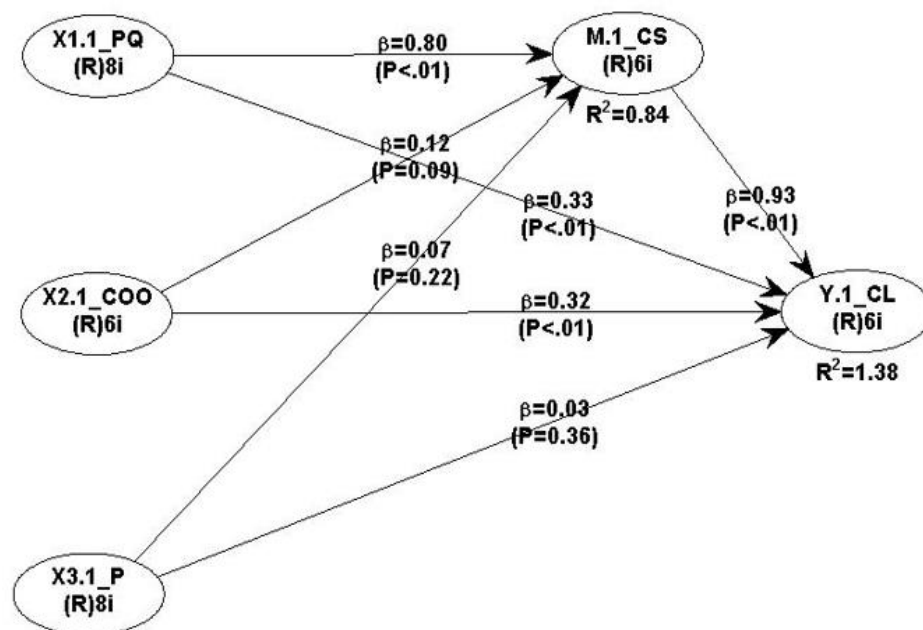 X1.1_PQ
(R)8i
β=0.80
(P<.01)
M.1_CS
(R)6i
R²=0.84
β=0.12
(P=0.09)
β=0.33
(P<.01)
β=0.93
(P<.01)
β=0.07
(P=0.22)
X2.1_COO
(R)6i
β=0.32
(P<.01)
Y.1_CL
(R)6i
R²=1.38
β=0.03
(P=0.36)
X3.1_P
(R)8i